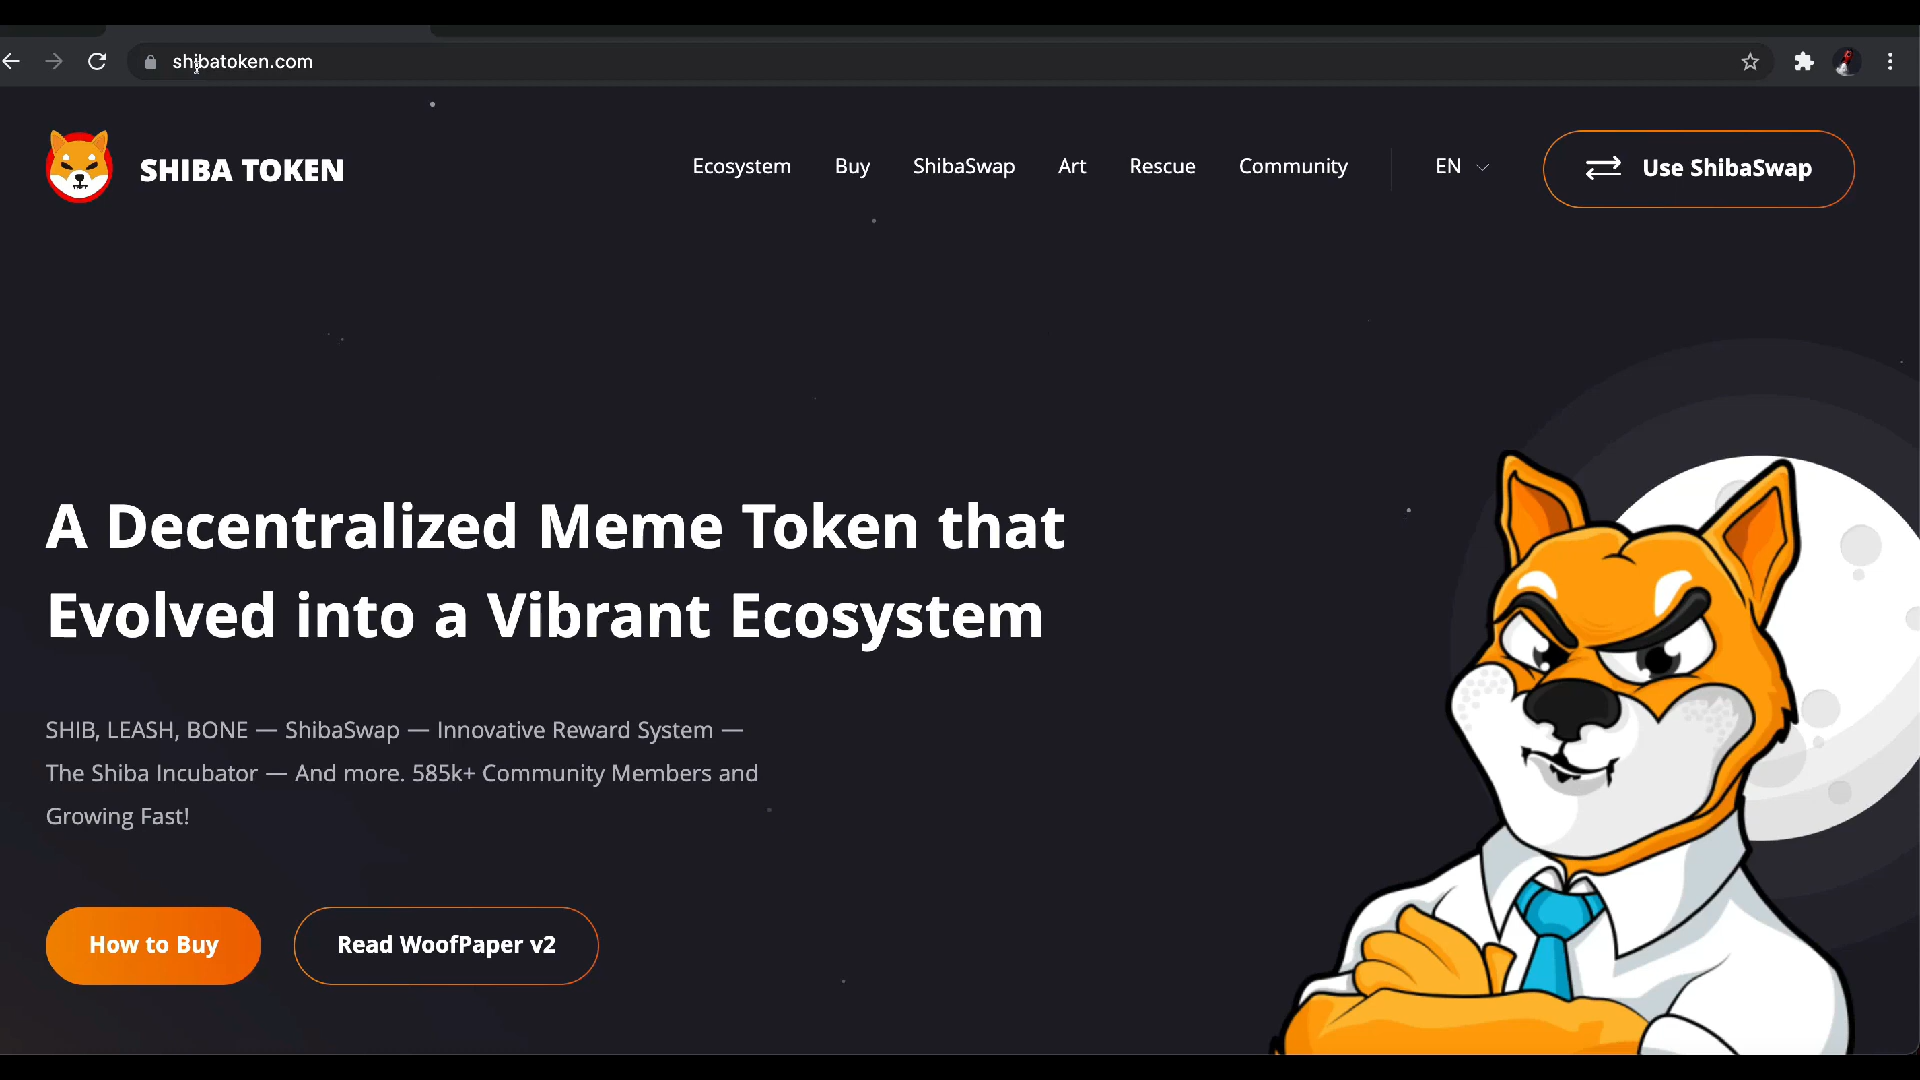 shibatoken.com
SHIBA TOKEN
Ecosystem
Buy
ShibaSwap
Art
Rescue
Community
EN
Use ShibaSwap
A Decentralized Meme Token that
Evolved into a Vibrant Ecosystem
SHIB, LEASH, BONE — ShibaSwap — Innovative Reward System —
The Shiba Incubator — And more. 585k+ Community Members and
Growing Fast!
How to Buy
Read WoofPaper v2